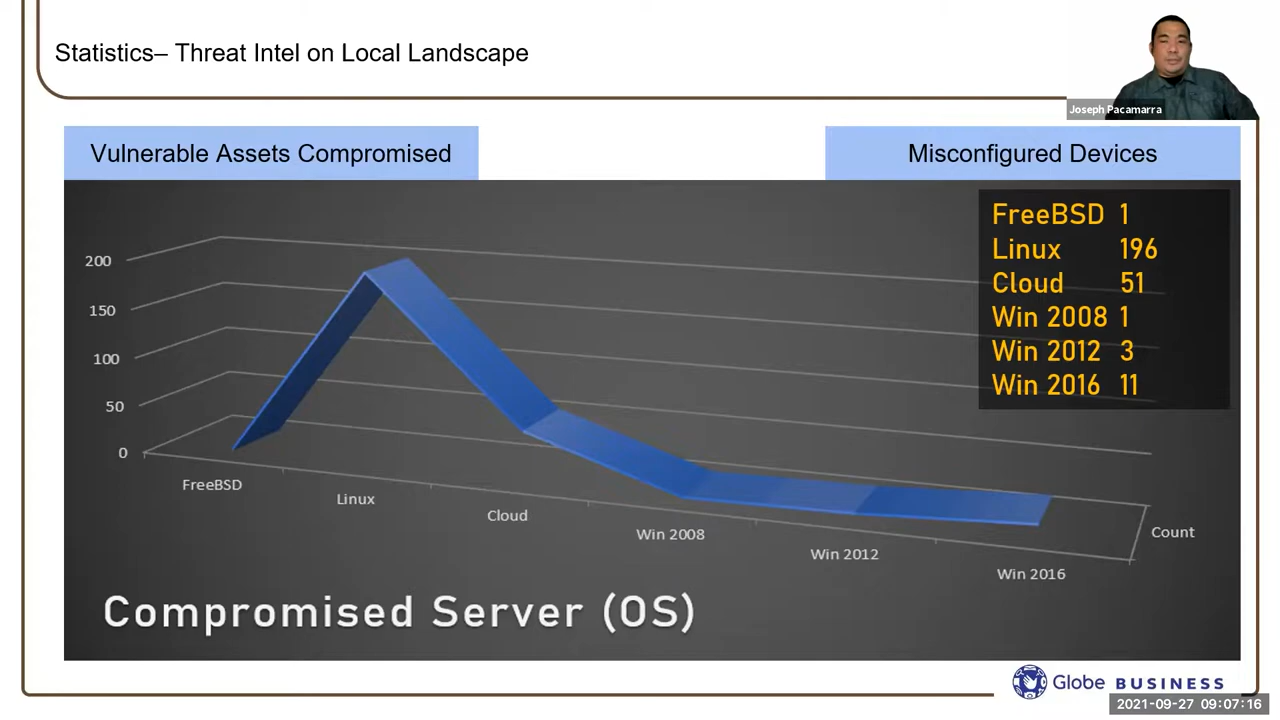 Statistics– Threat Intel on Local Landscape
Joseph Pacamarra
Vulnerable Assets Compromised
Misconfigured Devices
FreeBSD 1
Linux 196
Cloud 51
Win 2008 1
Win 2012 3
Win 2016 11
200
150
100
50
0
FreeBSD
Linux
Cloud
Win 2008
Win 2012
Win 2016
Count
Compromised Server (OS)
Globe BUSINESS
2021-09-27 09:07:16